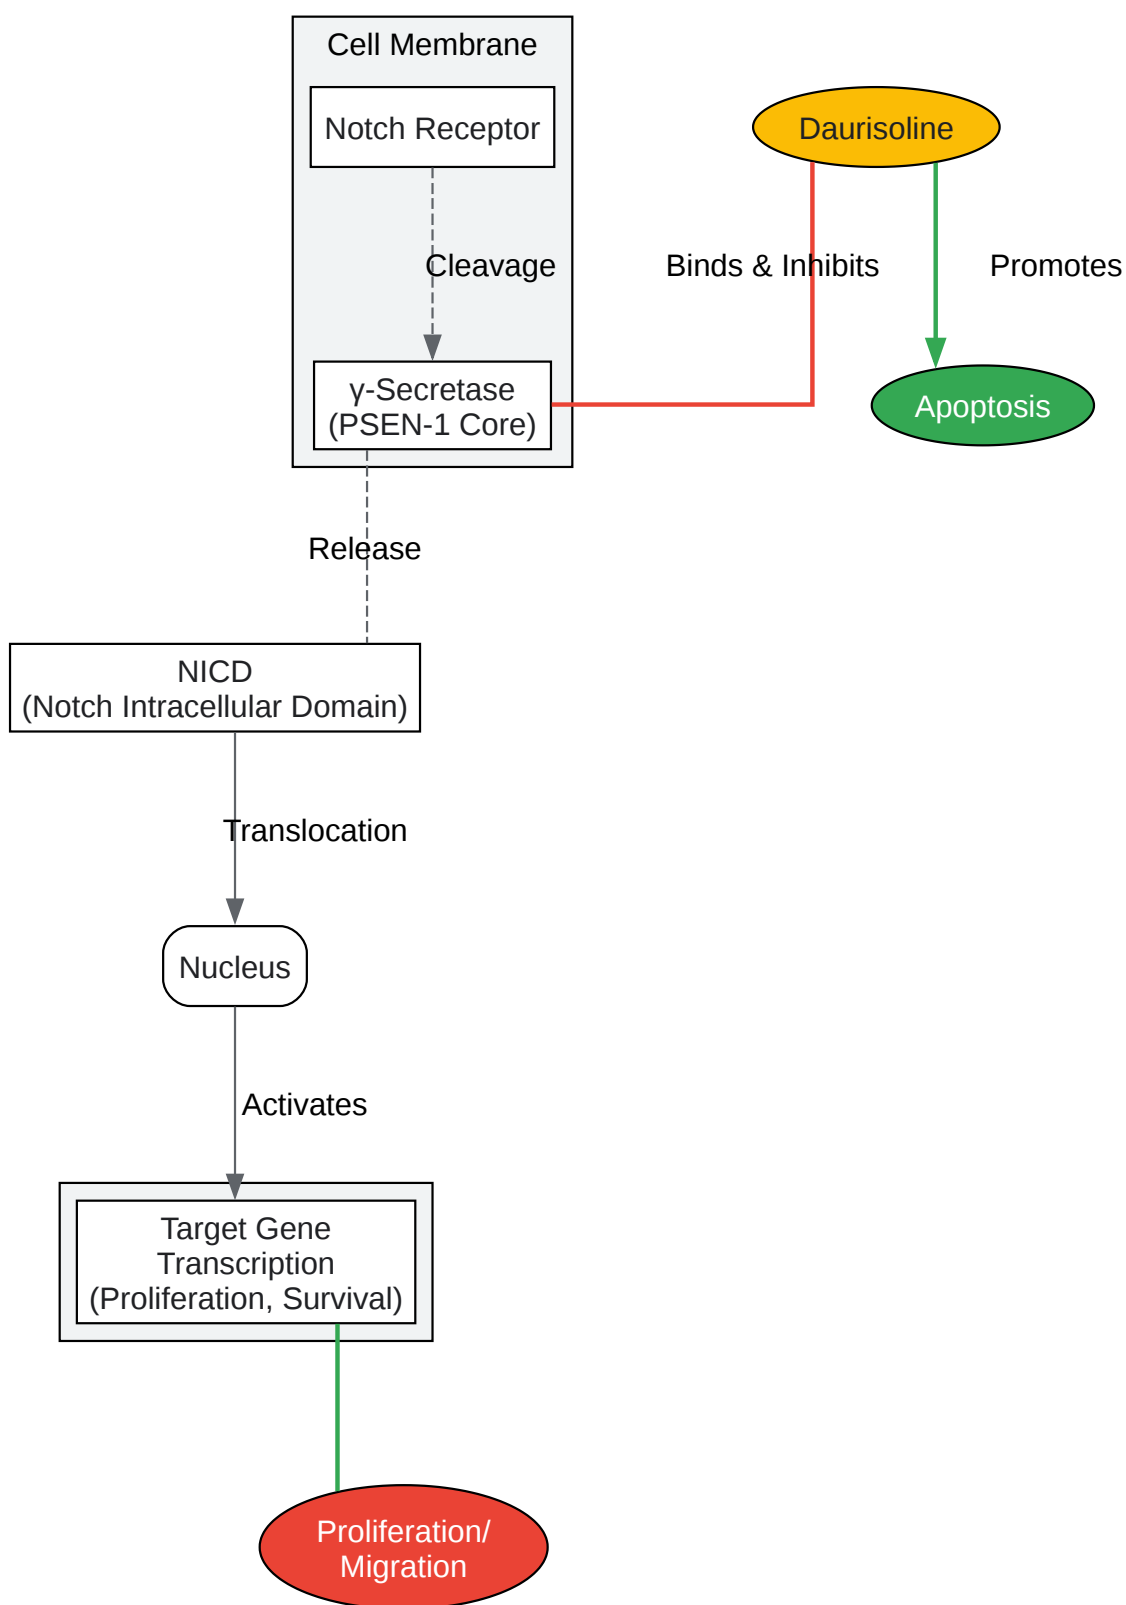 Cell Membrane
Notch Receptor
Daurisoline
Cleavage
Binds & Inhibits
Promotes
γ-Secretase
(PSEN-1 Core)
Apoptosis
Release
NICD
(Notch Intracellular Domain)
Translocation
Nucleus
Activates
Target Gene
Transcription
(Proliferation, Survival)
Proliferation/
Migration